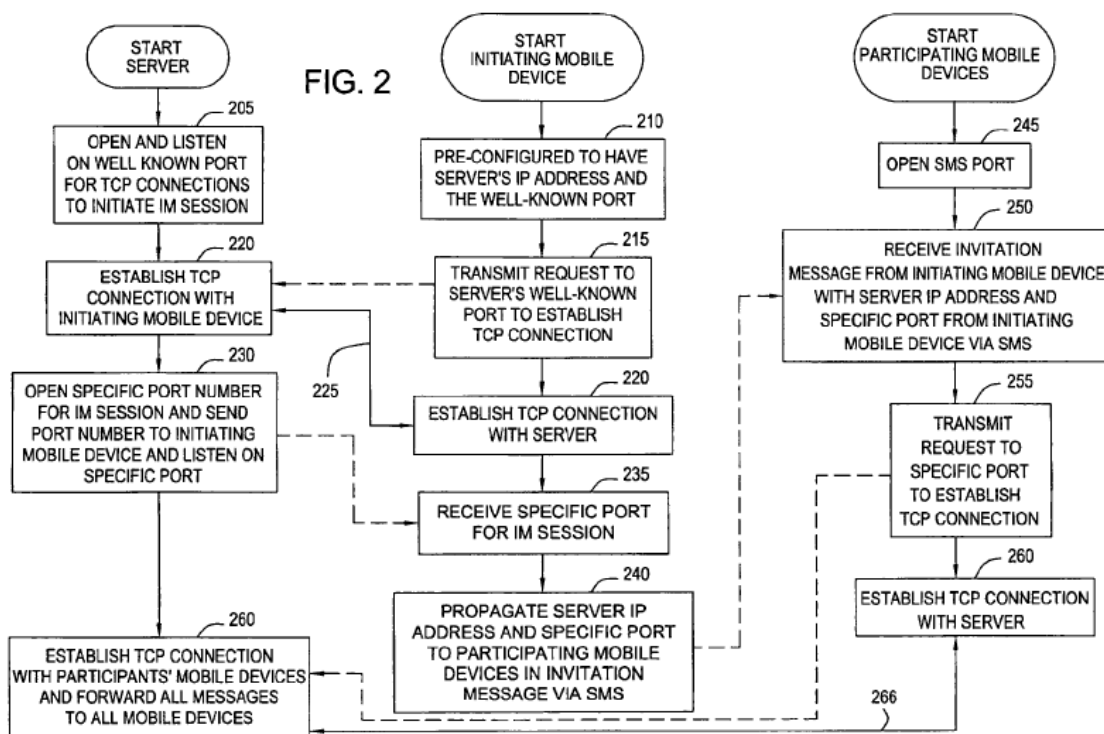 START
SERVER
FIG. 2
START
INITIATING MOBILE
DEVICE
START
PARTICIPATING MOBILE
DEVICES
205
OPEN AND LISTEN
ON WELL KNOWN PORT
FOR TCP CONNECTIONS
TO INITIATE IM SESSION
210
PRE-CONFIGURED TO HAVE
SERVER'S IP ADDRESS AND
THE WELL-KNOWN PORT
245
OPEN SMS PORT
220
ESTABLISH TCP
CONNECTION WITH
INITIATING MOBILE DEVICE
215
TRANSMIT REQUEST TO
SERVER'S WELL-KNOWN
PORT TO ESTABLISH
TCP CONNECTION
250
RECEIVE INVITATION
MESSAGE FROM INITIATING MOBILE DEVICE
WITH SERVER IP ADDRESS AND
SPECIFIC PORT FROM INITIATING
MOBILE DEVICE VIA SMS
225
230
OPEN SPECIFIC PORT NUMBER
FOR IM SESSION AND SEND
PORT NUMBER TO INITIATING
MOBILE DEVICE AND LISTEN ON
SPECIFIC PORT
220
ESTABLISH TCP CONNECTION
WITH SERVER
255
TRANSMIT
REQUEST TO
SPECIFIC PORT
TO ESTABLISH
TCP CONNECTION
235
RECEIVE SPECIFIC PORT
FOR IM SESSION
240
PROPAGATE SERVER IP
ADDRESS AND SPECIFIC PORT
TO PARTICIPATING MOBILE
DEVICES IN INVITATION
MESSAGE VIA SMS
260
ESTABLISH TCP CONNECTION
WITH SERVER
260
ESTABLISH TCP CONNECTION
WITH PARTICIPANTS' MOBILE DEVICES
AND FORWARD ALL MESSAGES
TO ALL MOBILE DEVICES
266